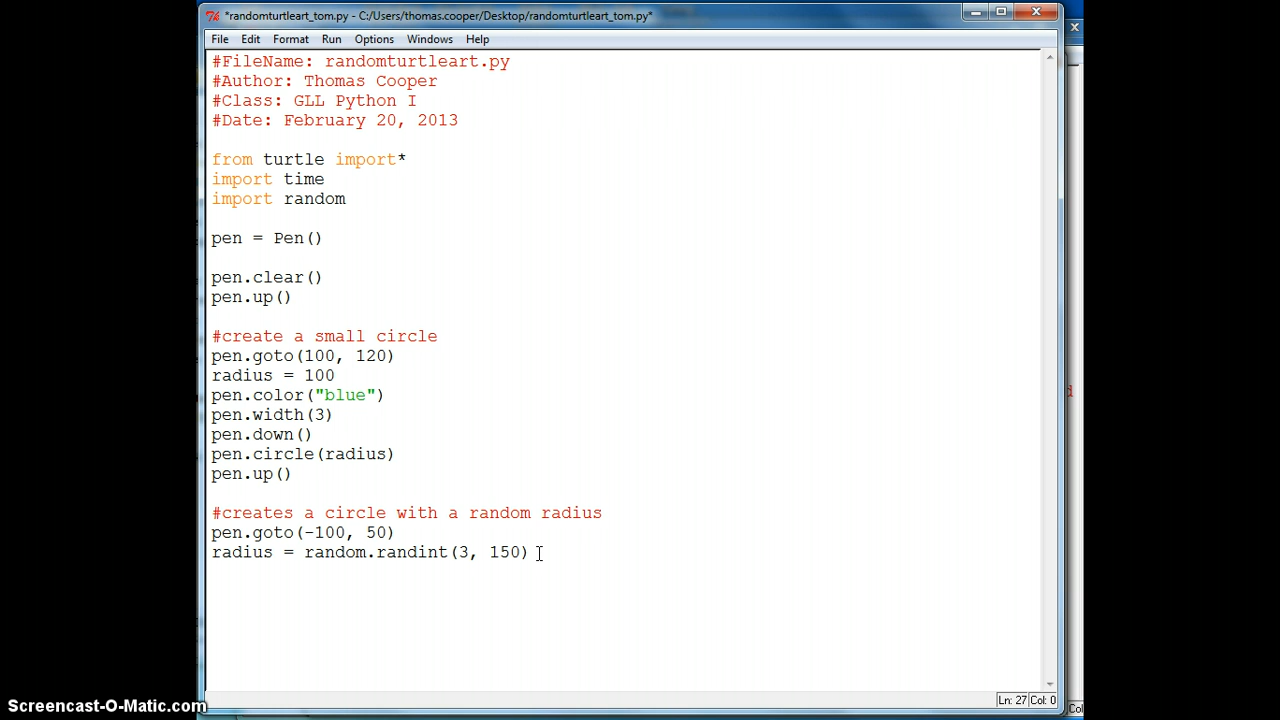 *randomturtleart_tom.py - C:/Users/thomas.cooper/Desktop/randomturtleart_tom.py*
File Edit Format Run Options Windows Help
#FileName: randomturtleart.py
#Author: Thomas Cooper
#Class: GLL Python I
#Date: February 20, 2013
from turtle import*
import time
import random
pen = Pen()
pen.clear()
pen.up()
#create a small circle
pen.goto(100, 120)
radius = 100
pen.color("blue")
pen.width(3)
pen.down()
pen.circle(radius)
pen.up()
#creates a circle with a random radius
pen.goto(-100, 50)
radius = random.randint(3, 150)
Ln: 27 Col: 0
Screencast-O-Matic.com